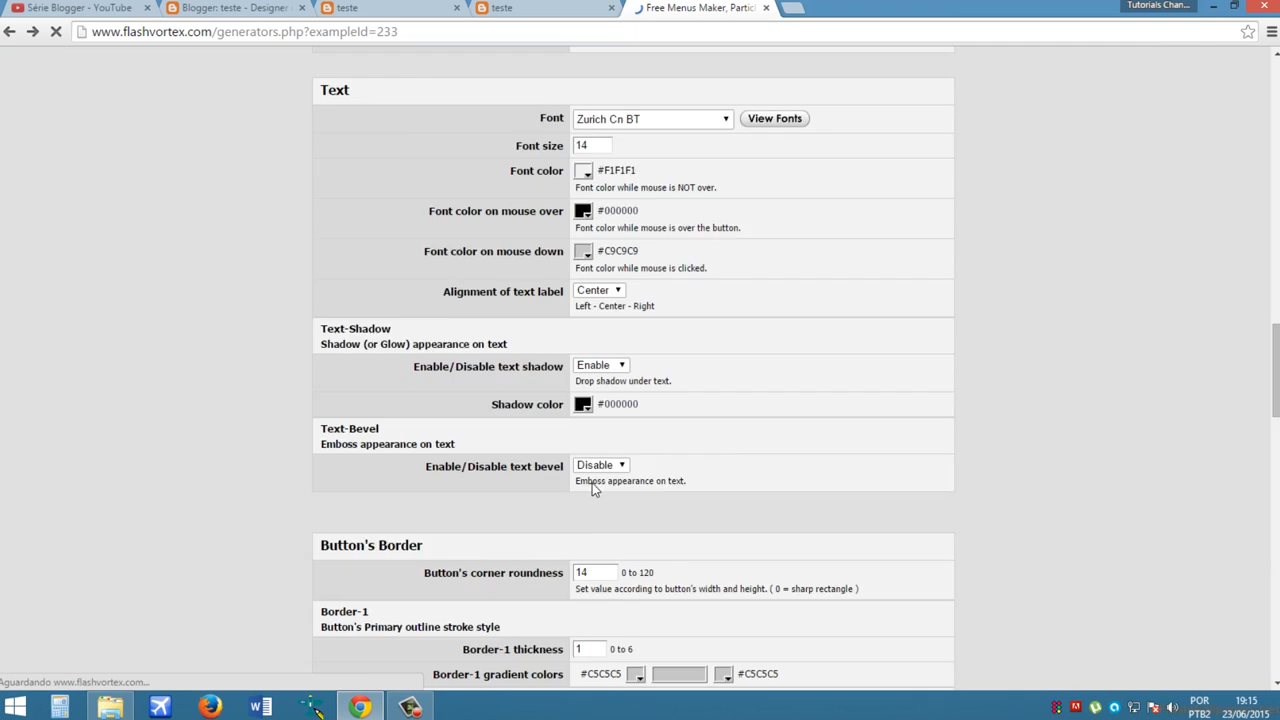 Série Blogger - YouTube
Blogger: teste - Designer
teste
teste
Free Menus Maker, Particl
Tutorials Chan...
www.flashvortex.com/generators.php?exampleId=233
Text
Font
Zurich Cn BT
View Fonts
Font size
14
Font color
#F1F1F1
Font color while mouse is NOT over.
Font color on mouse over
#000000
Font color while mouse is over the button.
Font color on mouse down
#C9C9C9
Font color while mouse is clicked.
Alignment of text label
Center
Left - Center - Right
Text-Shadow
Shadow (or Glow) appearance on text
Enable/Disable text shadow
Enable
Drop shadow under text.
Shadow color
#000000
Text-Bevel
Emboss appearance on text
Enable/Disable text bevel
Disable
Emboss appearance on text.
Button's Border
Button's corner roundness
14 0 to 120
Set value according to button's width and height. ( 0 = sharp rectangle )
Border-1
Button's Primary outline stroke style
Border-1 thickness
1 0 to 6
Border-1 gradient colors
#C5C5C5 #C5C5C5
Aguardando www.flashvortex.com...
POR
PTB2
19:15
23/06/2015